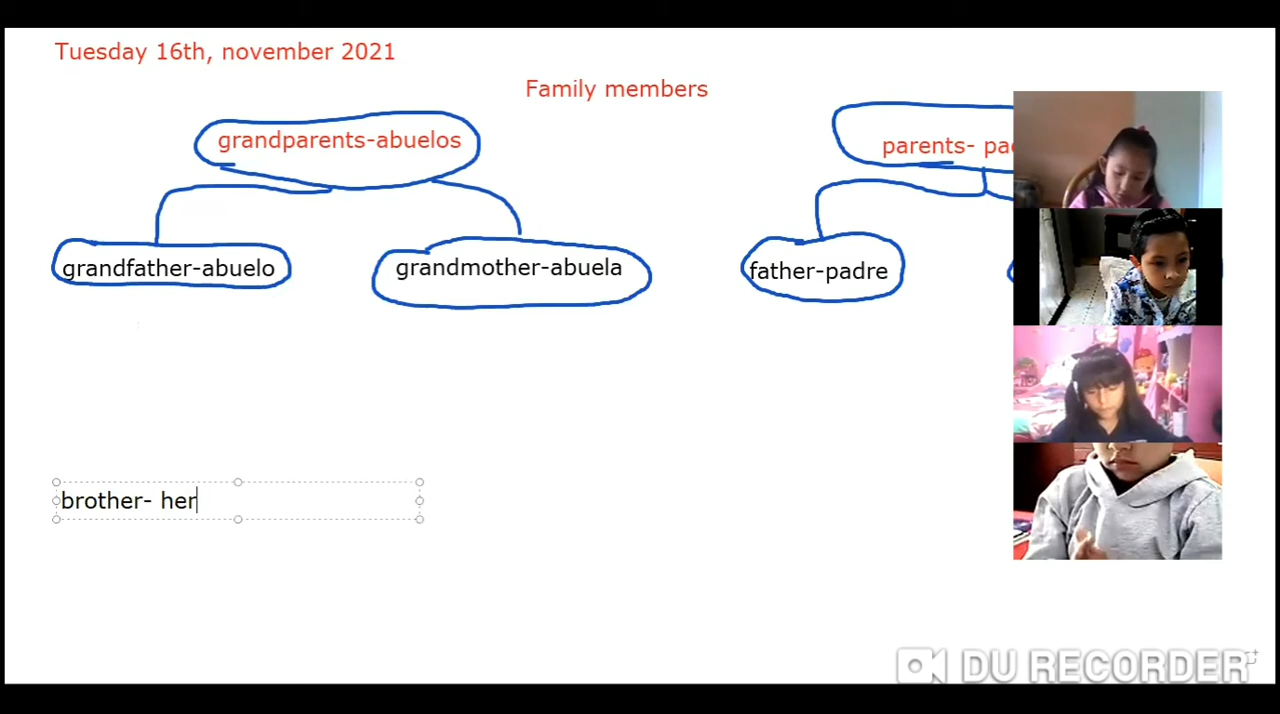 Tuesday 16th, november 2021
Family members
grandparents-abuelos
parents-
grandfather-abuelo
grandmother-abuela
father-padre
brother- her
DU RECORDER